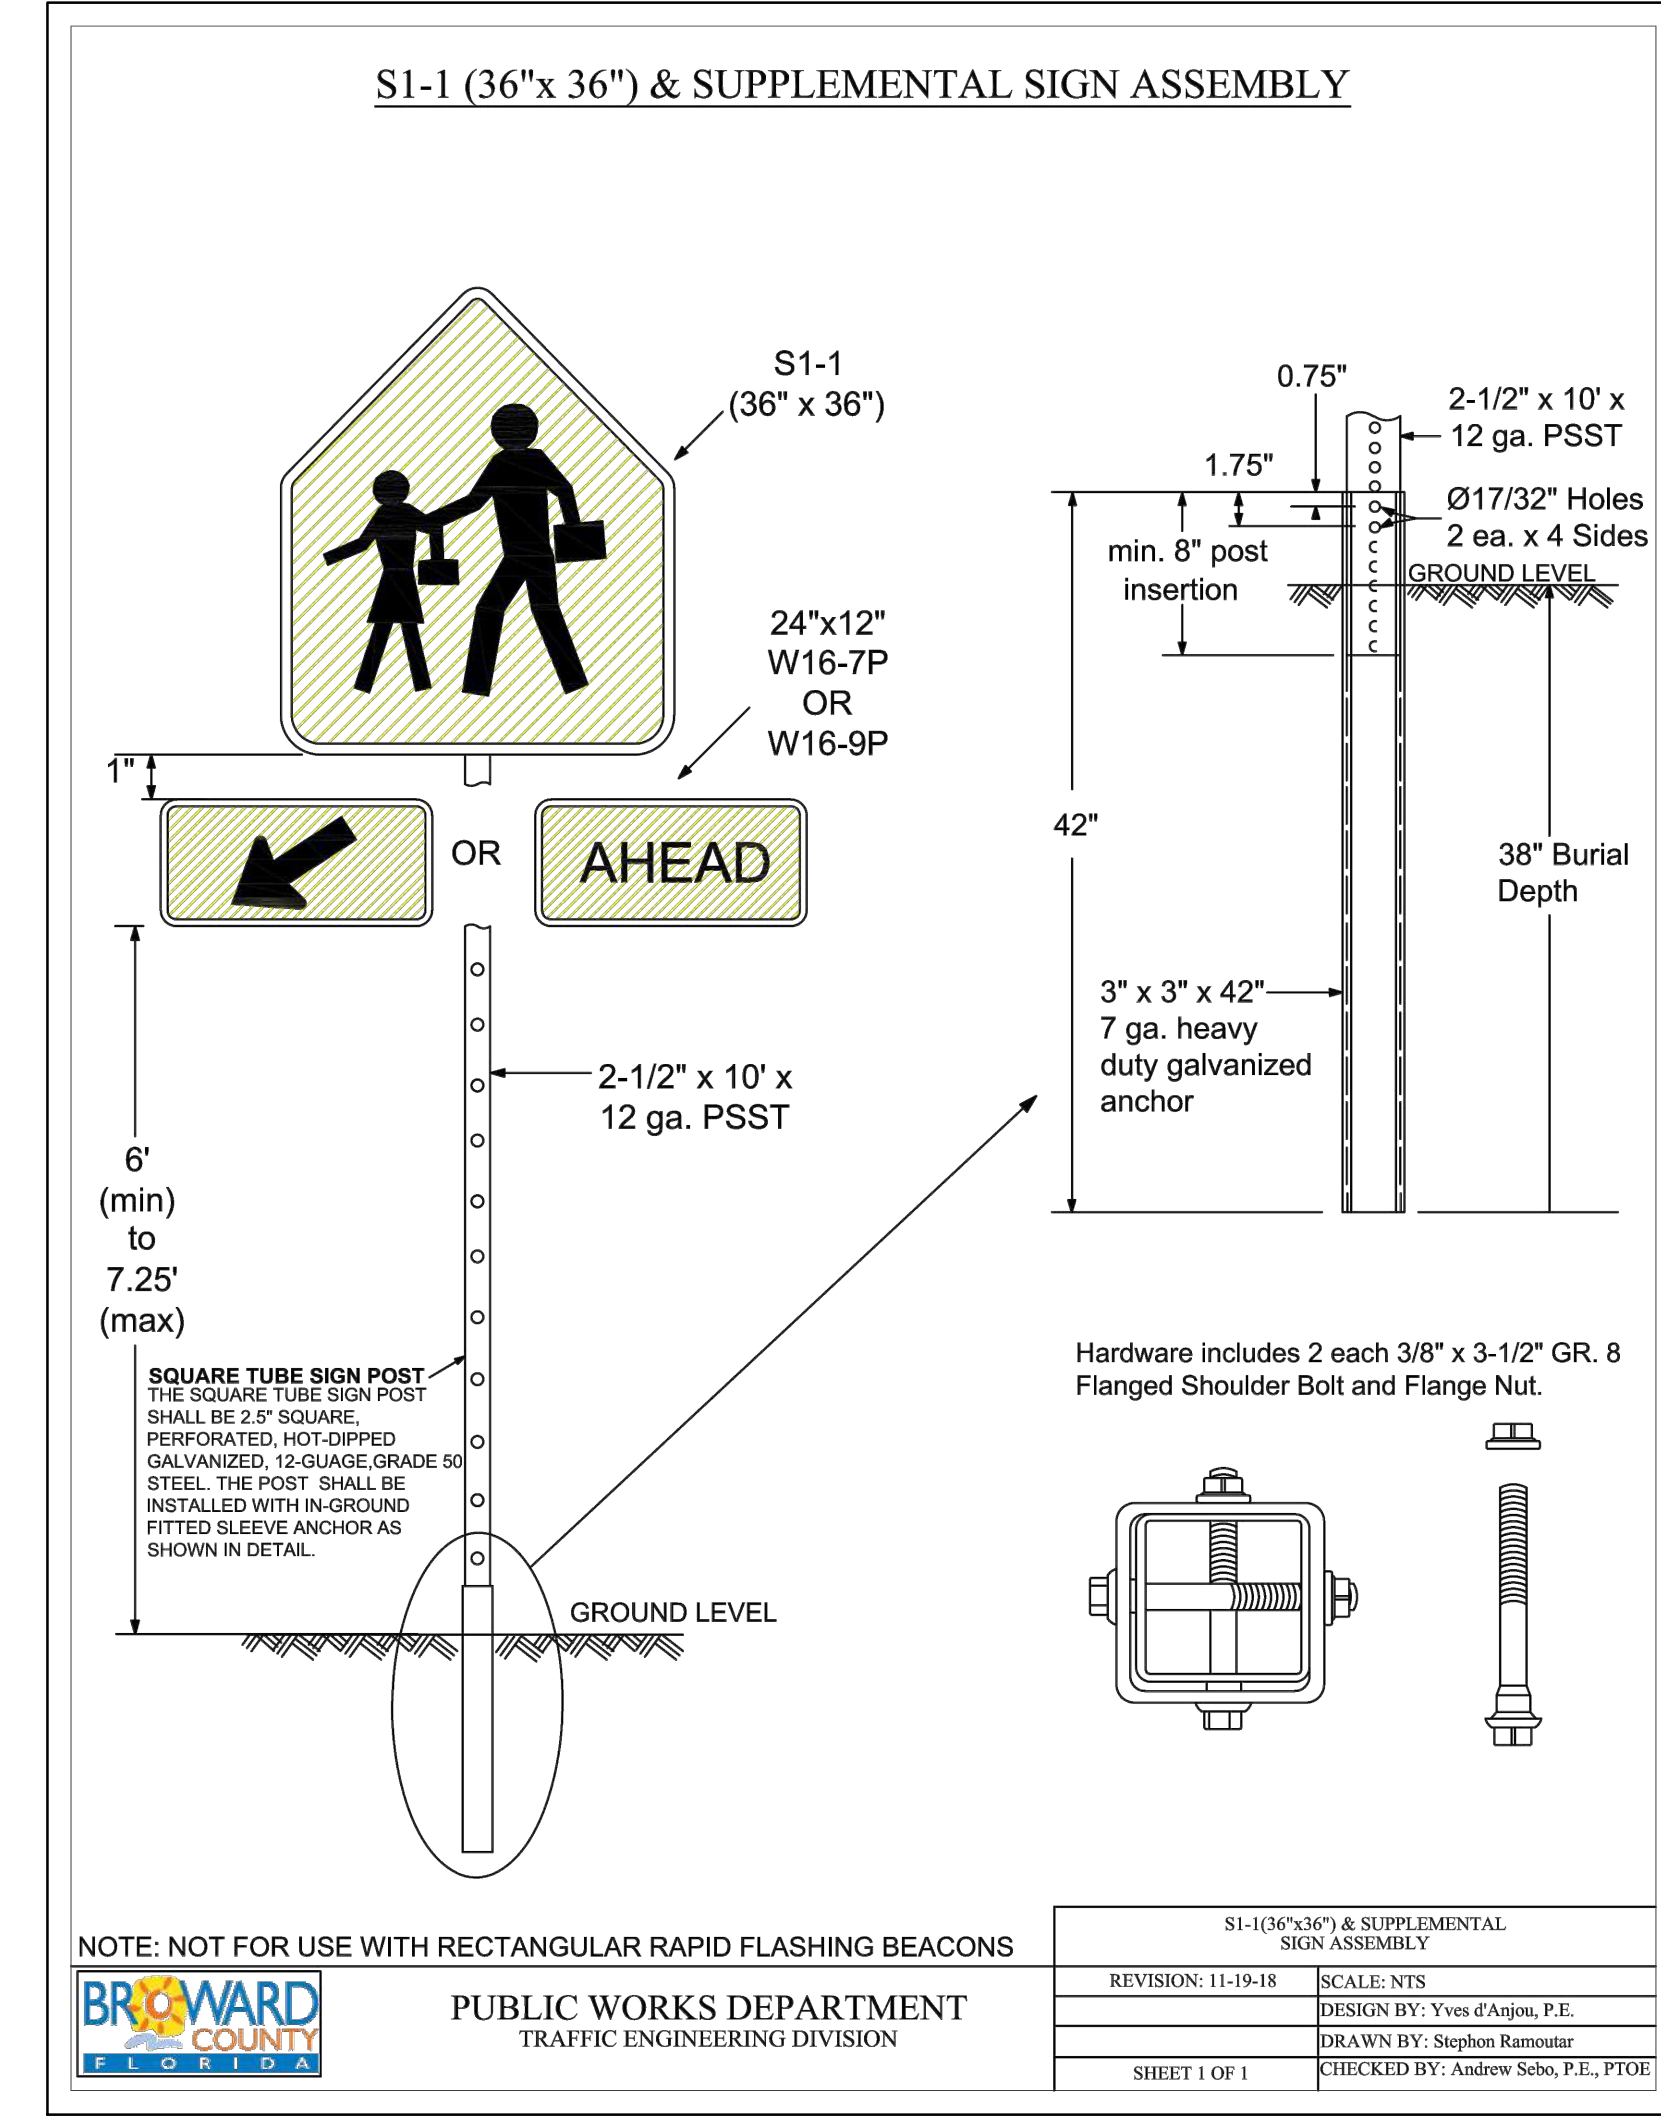 S1-1 (36"x 36") & SUPPLEMENTAL SIGN ASSEMBLY
S1-1
(36" x 36")
24"x12"
W16-7P
OR
W16-9P
1"
OR
AHEAD
2-1/2" x 10' x
12 ga. PSST
6'
(min)
to
7.25'
(max)
SQUARE TUBE SIGN POST
THE SQUARE TUBE SIGN POST
SHALL BE 2.5" SQUARE,
PERFORATED, HOT-DIPPED
GALVANIZED, 12-GUAGE,GRADE 50
STEEL. THE POST SHALL BE
INSTALLED WITH IN-GROUND
FITTED SLEEVE ANCHOR AS
SHOWN IN DETAIL.
GROUND LEVEL
0.75"
2-1/2" x 10' x
12 ga. PSST
1.75"
Ø17/32" Holes
2 ea. x 4 Sides
min. 8" post
insertion
GROUND LEVEL
42"
38" Burial
Depth
3" x 3" x 42"
7 ga. heavy
duty galvanized
anchor
Hardware includes 2 each 3/8" x 3-1/2" GR. 8
Flanged Shoulder Bolt and Flange Nut.
NOTE: NOT FOR USE WITH RECTANGULAR RAPID FLASHING BEACONS
BROWARD
COUNTY
FLORIDA
PUBLIC WORKS DEPARTMENT
TRAFFIC ENGINEERING DIVISION
S1-1(36"x36") & SUPPLEMENTAL
SIGN ASSEMBLY
REVISION: 11-19-18
SCALE: NTS
DESIGN BY: Yves d'Anjou, P.E.
DRAWN BY: Stephon Ramoutar
SHEET 1 OF 1
CHECKED BY: Andrew Sebo, P.E., PTOE